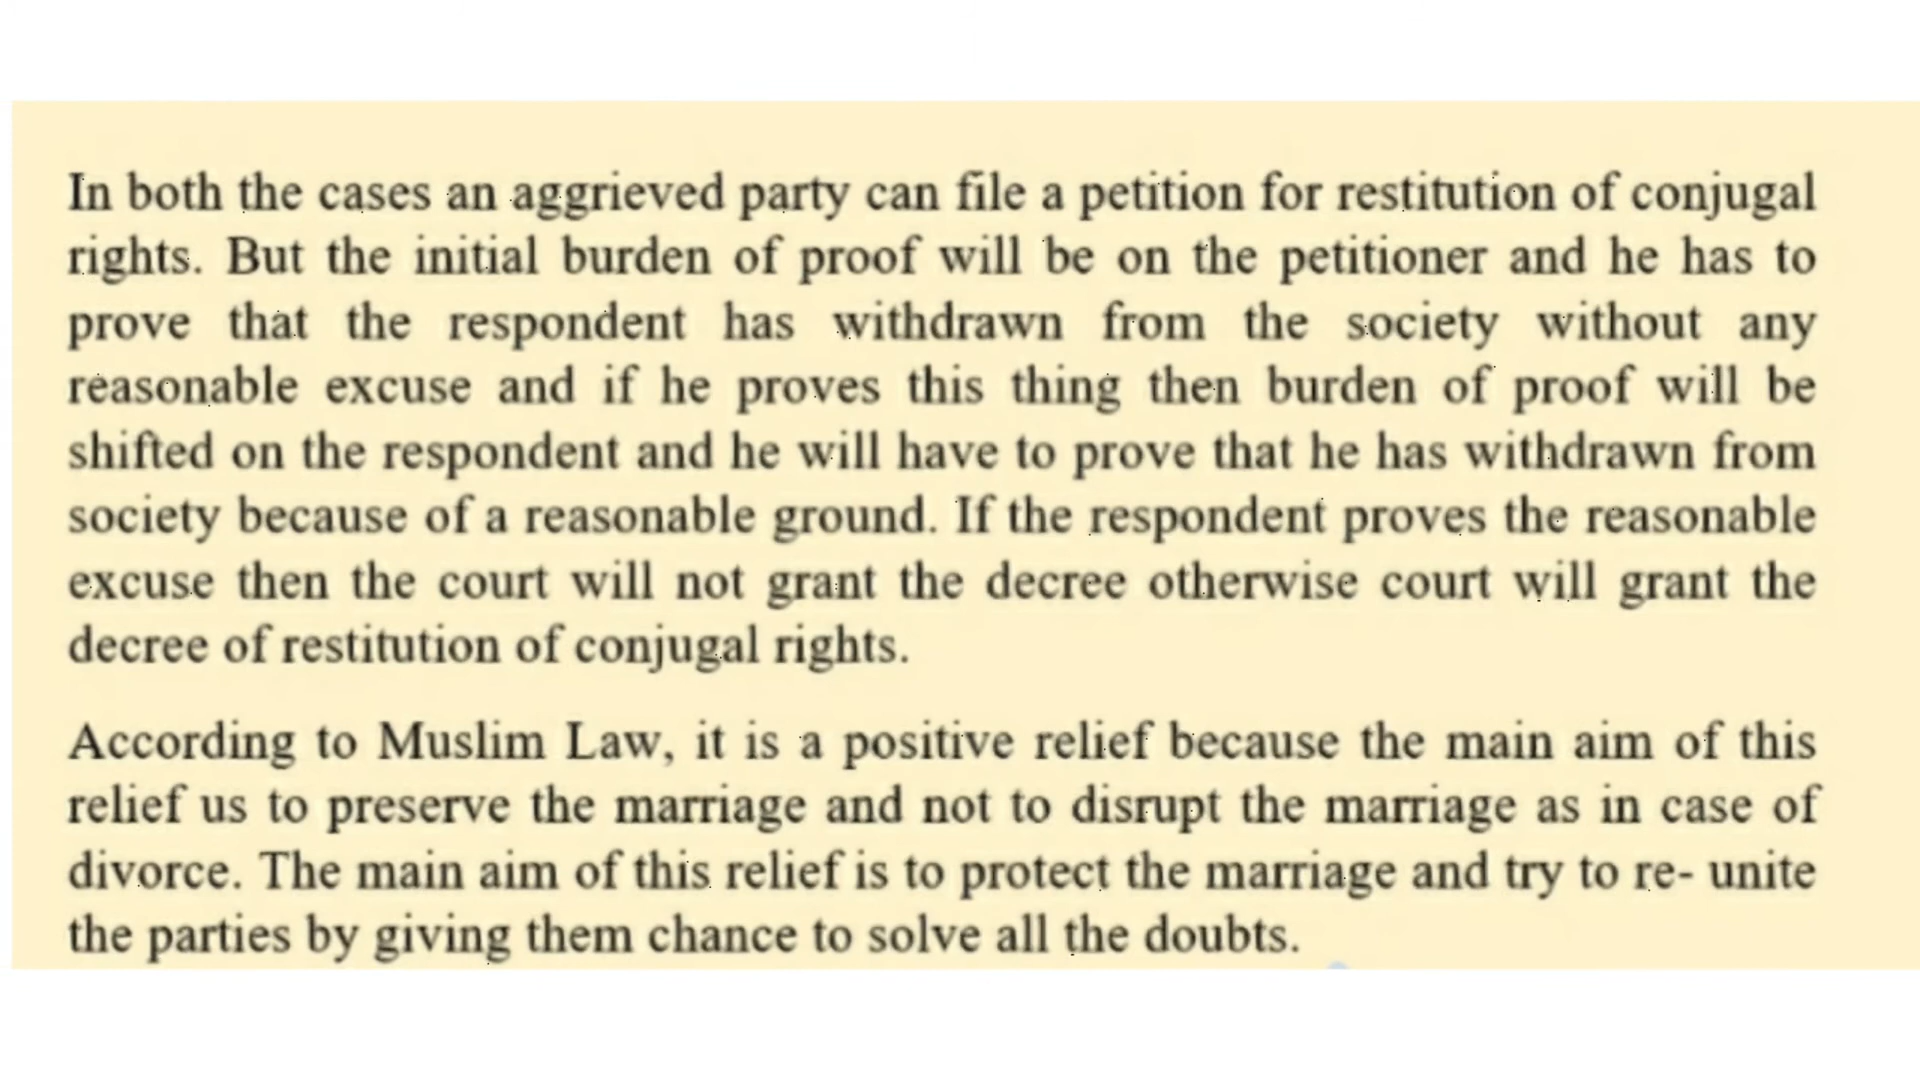 In both the cases an aggrieved party can file a petition for restitution of conjugal
rights. But the initial burden of proof will be on the petitioner and he has to
prove that the respondent has withdrawn from the society without any
reasonable excuse and if he proves this thing then burden of proof will be
shifted on the respondent and he will have to prove that he has withdrawn from
society because of a reasonable ground. If the respondent proves the reasonable
excuse then the court will not grant the decree otherwise court will grant the
decree of restitution of conjugal rights.
According to Muslim Law, it is a positive relief because the main aim of this
relief us to preserve the marriage and not to disrupt the marriage as in case of
divorce. The main aim of this relief is to protect the marriage and try to re- unite
the parties by giving them chance to solve all the doubts.